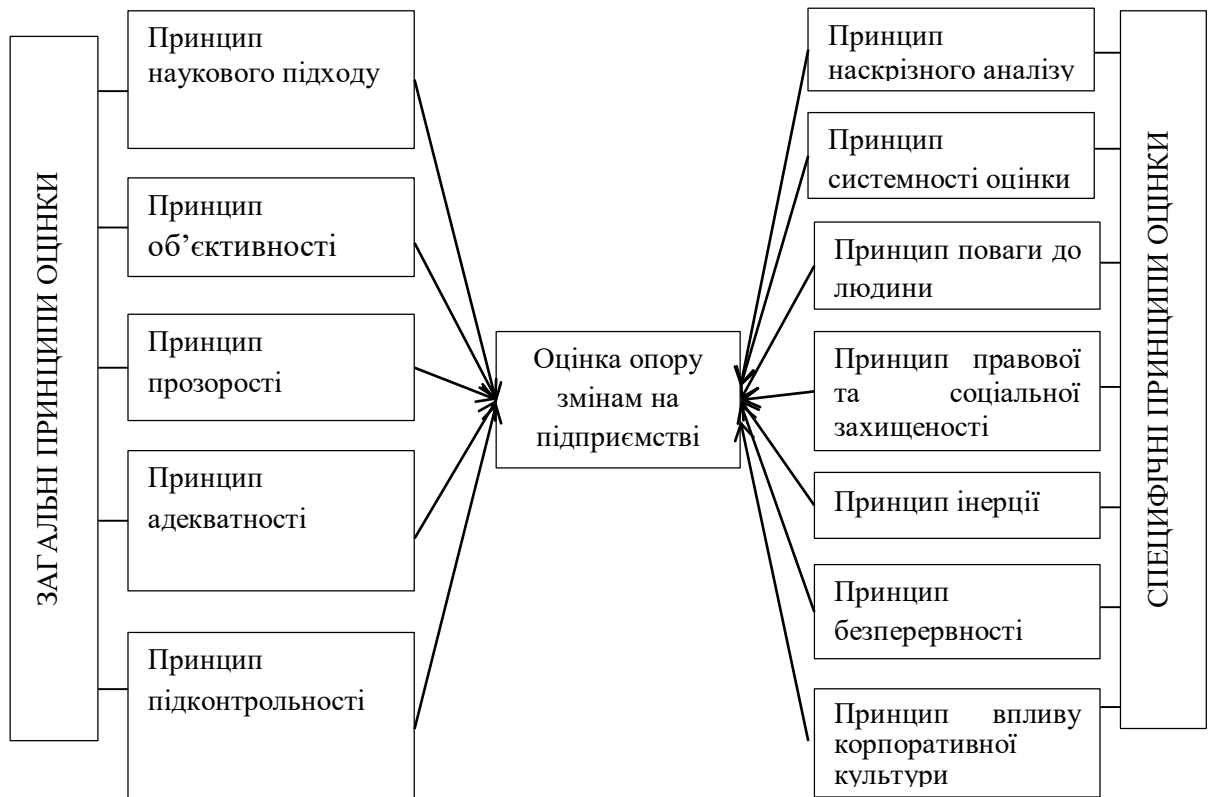 ЗАГАЛЬНІ ПРИНЦИПИ ОЦІНКИ
Принцип
наукового підходу
Принцип
об’єктивності
Принцип
прозорості
Принцип
адекватності
Принцип
підконтрольності
Оцінка опору
змінам на
підприємстві
Принцип
наскрізного аналізу
Принцип
системності оцінки
Принцип поваги до
людини
Принцип правової
та соціальної
захищеності
Принцип інерції
Принцип
безперервності
Принцип впливу
корпоративної
культури
СПЕЦИФІЧНІ ПРИНЦИПИ ОЦІНКИ